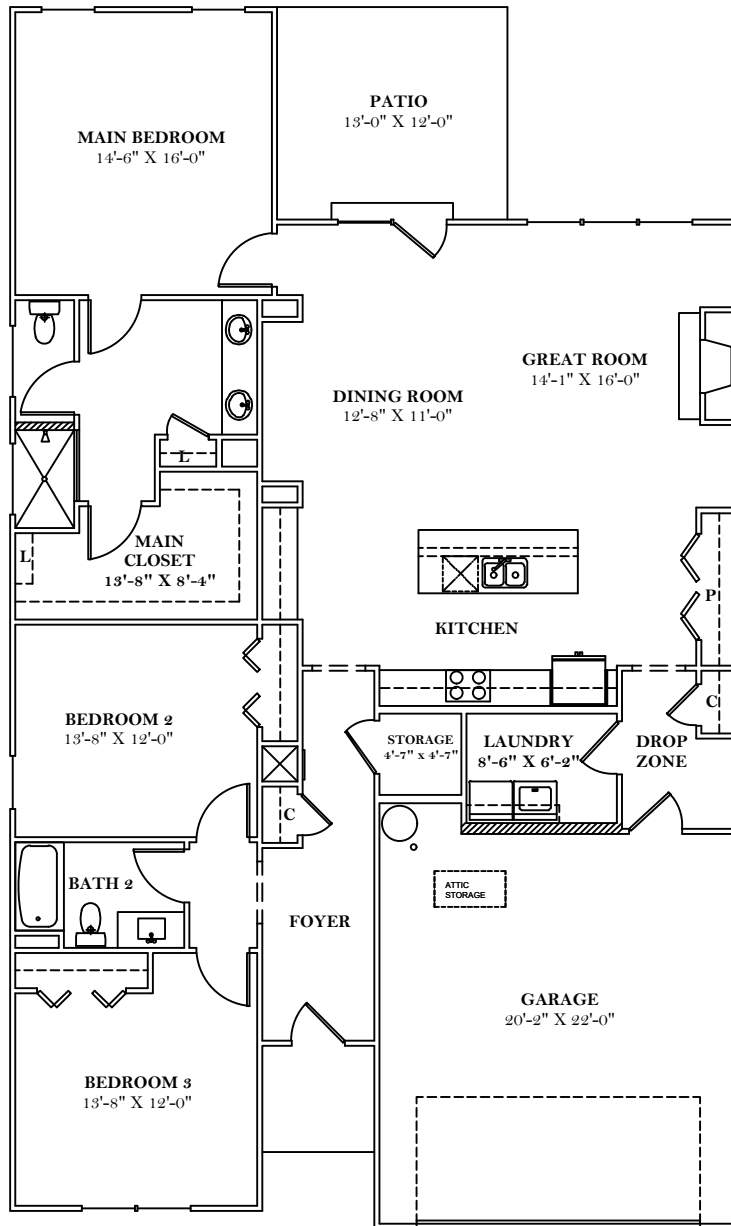 PATIO
13'-0" X 12'-0"
MAIN BEDROOM
14'-6" X 16'-0"
GREAT ROOM
14'-1" X 16'-0"
DINING ROOM
12'-8" X 11'-0"
L
MAIN
CLOSET
13'-8" X 8'-4"
L
P
KITCHEN
C
BEDROOM 2
13'-8" X 12'-0"
STORAGE
4'-7" x 4'-7"
LAUNDRY
8'-6" X 6'-2"
DROP
ZONE
C
BATH 2
ATTIC
STORAGE
FOYER
GARAGE
20'-2" X 22'-0"
BEDROOM 3
13'-8" X 12'-0"